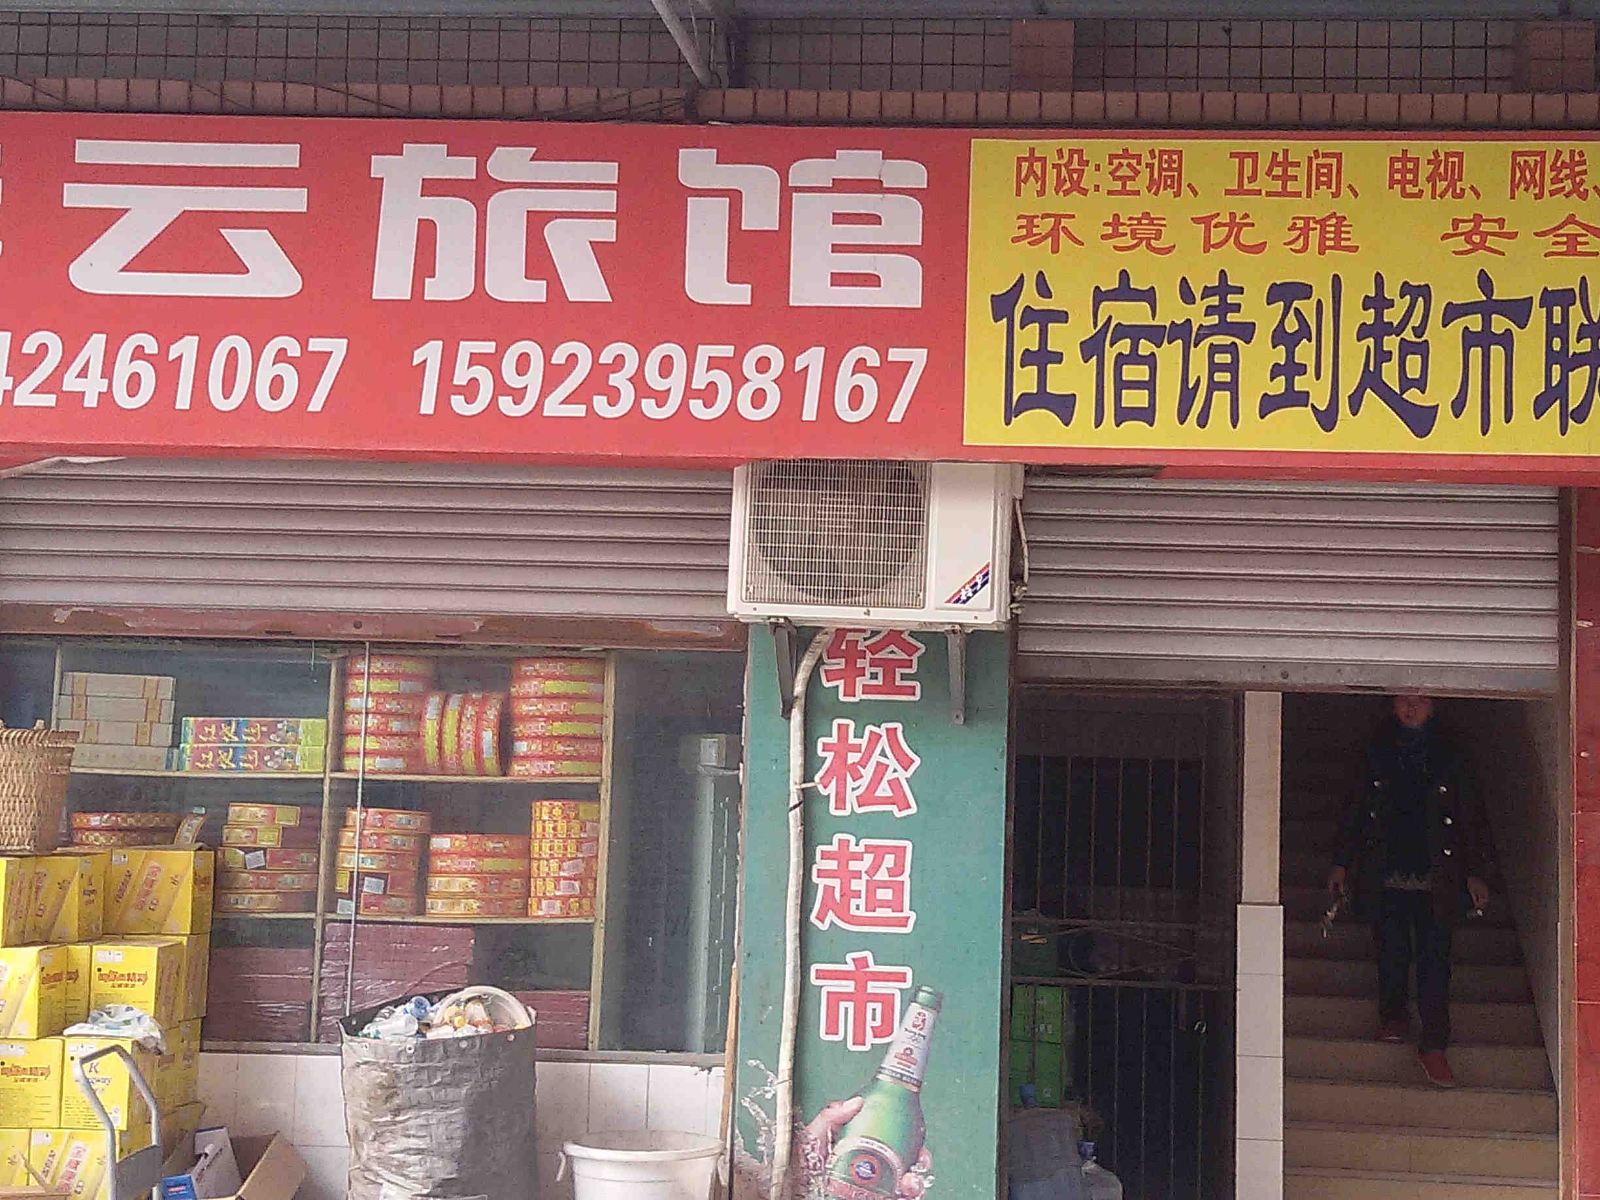 云旅馆
42461067 15923958167
内设:空调、卫生间、电视、网线、
环境优雅 安全
住宿请到超市联
轻松超市